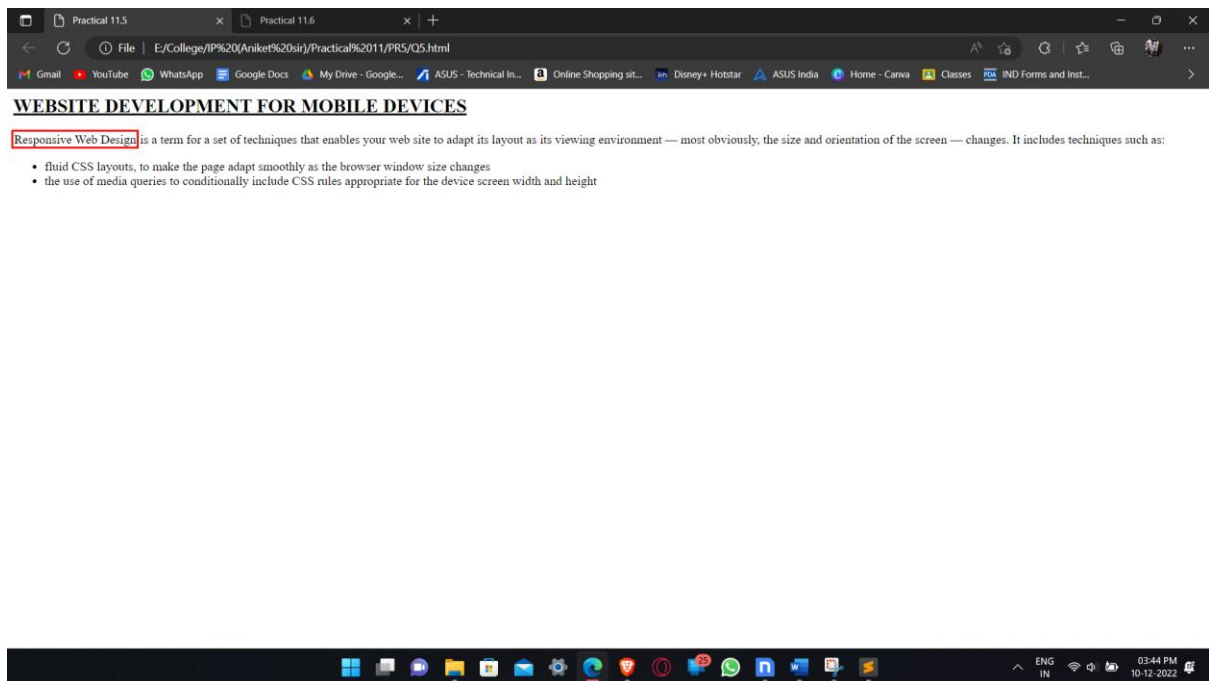 Practical 11.5
Practical 11.6
File | E:/College/IP%20(Aniket%20sir)/Practical%2011/PR5/Q5.html
Gmail YouTube WhatsApp Google Docs My Drive - Google... ASUS - Technical In... Online Shopping sit... Disney+ Hotstar ASUS India Home - Canva Classes IND Forms and Inst...
WEBSITE DEVELOPMENT FOR MOBILE DEVICES
Responsive Web Design is a term for a set of techniques that enables your web site to adapt its layout as its viewing environment — most obviously, the size and orientation of the screen — changes. It includes techniques such as:
• fluid CSS layouts, to make the page adapt smoothly as the browser window size changes
• the use of media queries to conditionally include CSS rules appropriate for the device screen width and height
25
ENG
IN
03:44 PM
10-12-2022